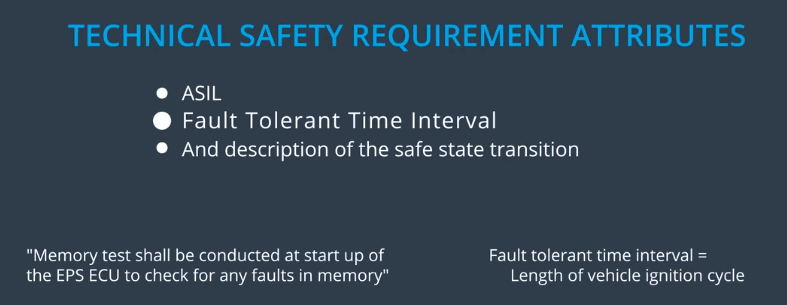 TECHNICAL SAFETY REQUIREMENT ATTRIBUTES
ASIL
Fault Tolerant Time Interval
And description of the safe state transition
"Memory test shall be conducted at start up of
the EPS ECU to check for any faults in memory"
Fault tolerant time interval =
Length of vehicle ignition cycle